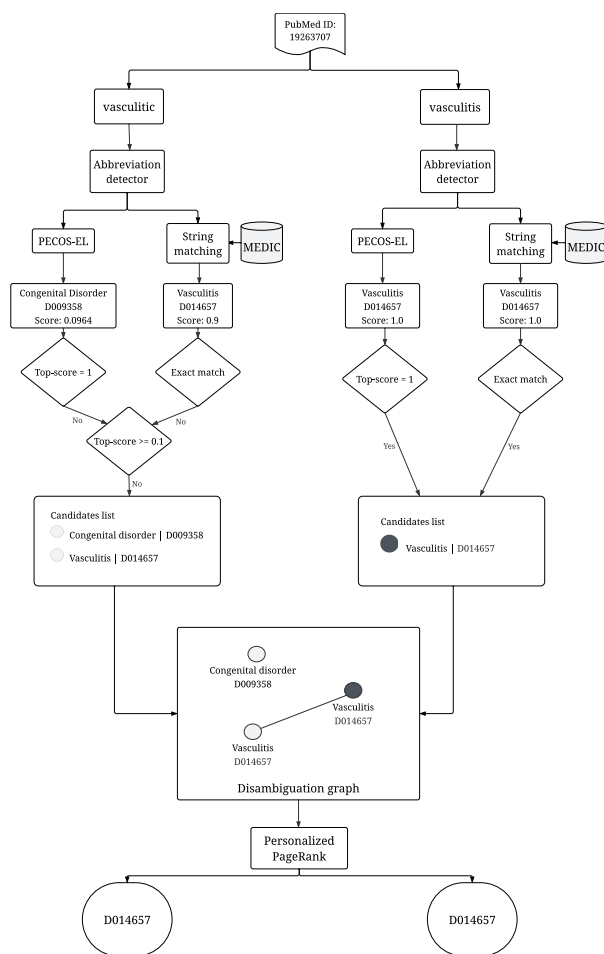 PubMed ID:
19263707
vasculitic
vasculitis
Abbreviation
detector
Abbreviation
detector
PECOS-EL
String
matching
MEDIC
PECOS-EL
String
matching
MEDIC
Congenital Disorder
D009358
Score: 0.0964
Vasculitis
D014657
Score: 0.9
Vasculitis
D014657
Score: 1.0
Vasculitis
D014657
Score: 1.0
Top-score = 1
Exact match
Top-score = 1
Exact match
No
No
Top-score >= 0.1
No
Yes
Yes
Candidates list
Congenital disorder | D009358
Vasculitis | D014657
Candidates list
Vasculitis | D014657
Congenital disorder
D009358
Vasculitis
D014657
Vasculitis
D014657
Disambiguation graph
Personalized
PageRank
D014657
D014657